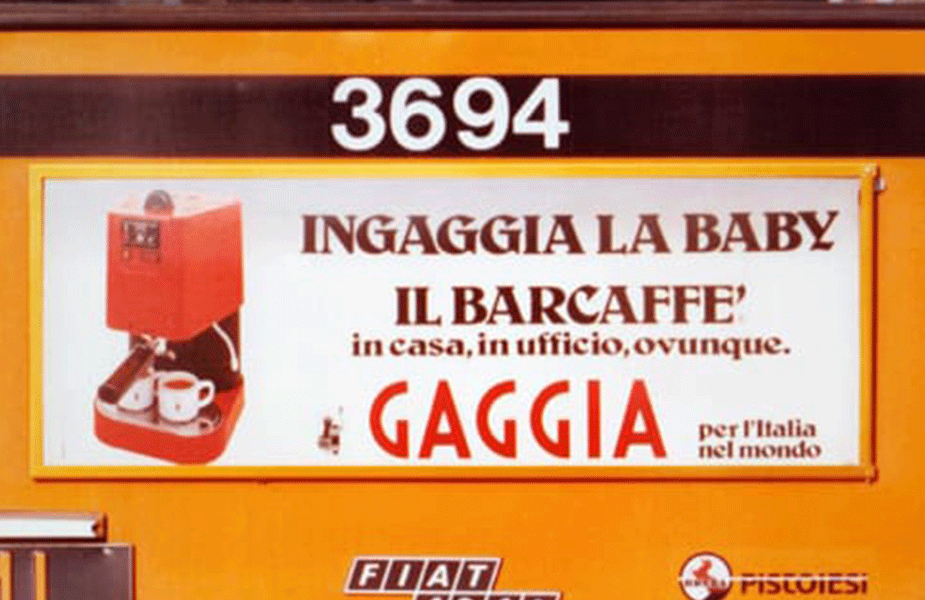 3694
INGAGGIA LA BABY
IL BARCAFFE'
in casa, in ufficio, ovunque.
GAGGIA
per l'Italia
nel mondo
FIAT
PISTOIESI